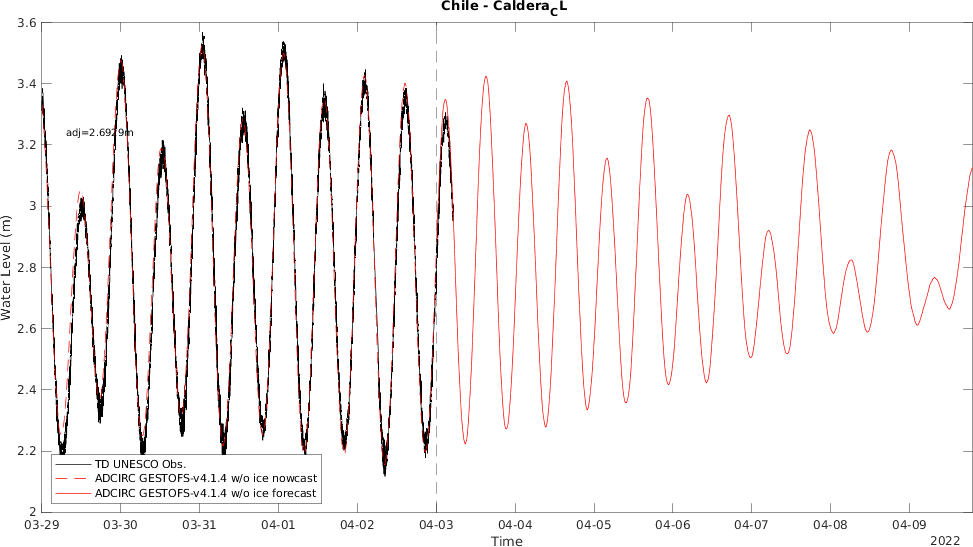 Chile - Caldera_CL
3.6
3.4
3.2
3
2.8
2.6
2.4
2.2
2
Water Level (m)
adj=2.6929m
TD UNESCO Obs.
ADCIRC GESTOFS-v4.1.4 w/o ice nowcast
ADCIRC GESTOFS-v4.1.4 w/o ice forecast
03-29 03-30 03-31 04-01 04-02 04-03 04-04 04-05 04-06 04-07 04-08 04-09
Time
2022